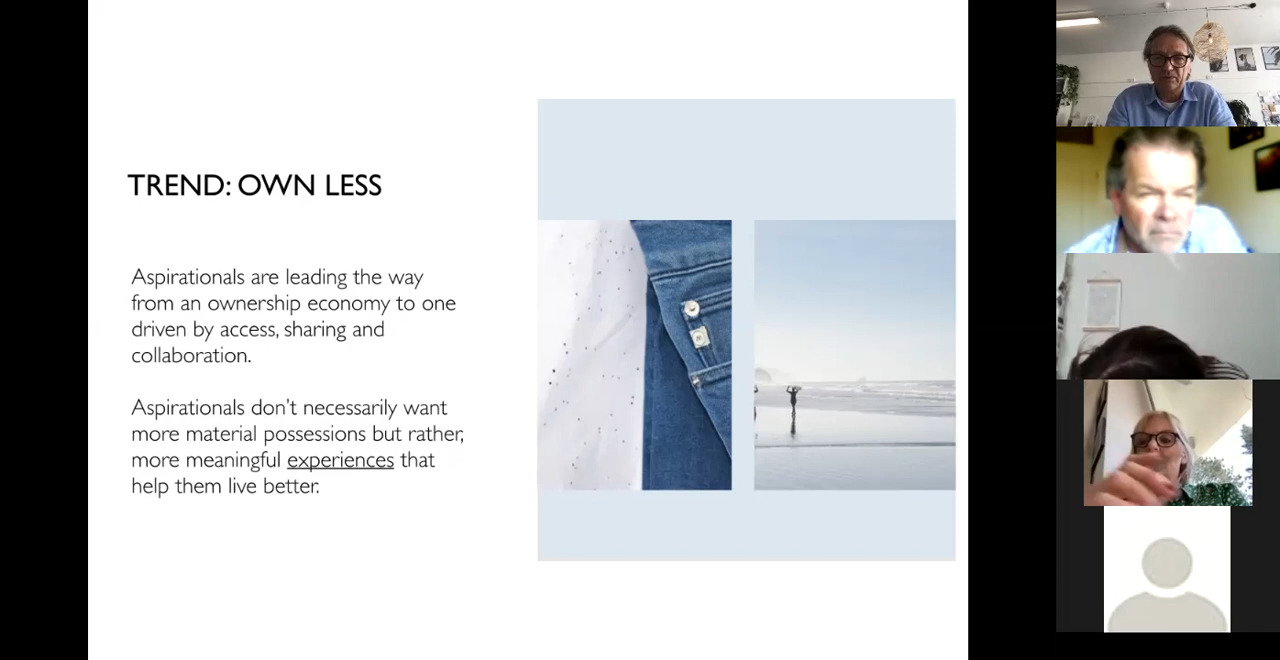 TREND: OWN LESS
Aspirationals are leading the way
from an ownership economy to one
driven by access, sharing and
collaboration.
Aspirationals don't necessarily want
more material possessions but rather,
more meaningful experiences that
help them live better.